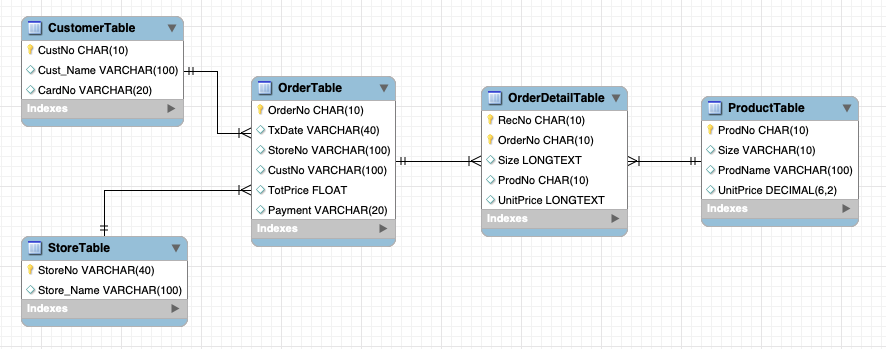 CustomerTable
CustNo CHAR(10)
Cust_Name VARCHAR(100)
CardNo VARCHAR(20)
Indexes
OrderTable
OrderNo CHAR(10)
TxDate VARCHAR(40)
StoreNo VARCHAR(100)
CustNo VARCHAR(100)
TotPrice FLOAT
Payment VARCHAR(20)
Indexes
OrderDetailTable
RecNo CHAR(10)
OrderNo CHAR(10)
Size LONGTEXT
ProdNo CHAR(10)
UnitPrice LONGTEXT
Indexes
ProductTable
ProdNo CHAR(10)
Size VARCHAR(10)
ProdName VARCHAR(100)
UnitPrice DECIMAL(6,2)
Indexes
StoreTable
StoreNo VARCHAR(40)
Store_Name VARCHAR(100)
Indexes